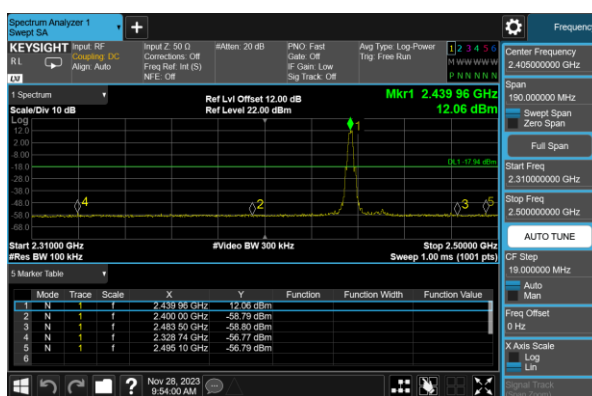 Spectrum Analyzer 1
Swept SA
Frequency
KEYSIGHT
RL
LXI
Input: RF
Coupling: DC
Align: Auto
Input Z: 50 Ω
Corrections: Off
Freq Ref: Int (S)
NFE: Off
#Atten: 20 dB
PNO: Fast
Gate: Off
IF Gain: Low
Sig Track: Off
Avg Type: Log-Power
Trig: Free Run
1 2 3 4 5 6
M W W W W W
P N N N N N
1 Spectrum
Scale/Div 10 dB
Ref Lvl Offset 12.00 dB
Ref Level 22.00 dBm
Mkr1 2.439 96 GHz
12.06 dBm
Log
12.0
2.00
-8.00
-18.0
-28.0
-38.0
-48.0
-58.0
-68.0
1
DL1 -17.94 dBm
4
2
3
5
Start 2.31000 GHz
#Video BW 300 kHz
Stop 2.50000 GHz
#Res BW 100 kHz
Sweep 1.00 ms (1001 pts)
5 Marker Table
Mode Trace Scale X Y Function Function Width Function Value
1 N 1 f 2.439 96 GHz 12.06 dBm
2 N 1 f 2.400 00 GHz -58.79 dBm
3 N 1 f 2.483 50 GHz -58.80 dBm
4 N 1 f 2.328 74 GHz -56.77 dBm
5 N 1 f 2.495 10 GHz -56.79 dBm
6
Nov 28, 2023
9:54:00 AM
Center Frequency
2.405000000 GHz
Span
190.000000 MHz
Swept Span
Zero Span
Full Span
Start Freq
2.310000000 GHz
Stop Freq
2.500000000 GHz
AUTO TUNE
CF Step
19.000000 MHz
Auto
Man
Freq Offset
0 Hz
X Axis Scale
Log
Lin
Signal Track
(Span Zoom)